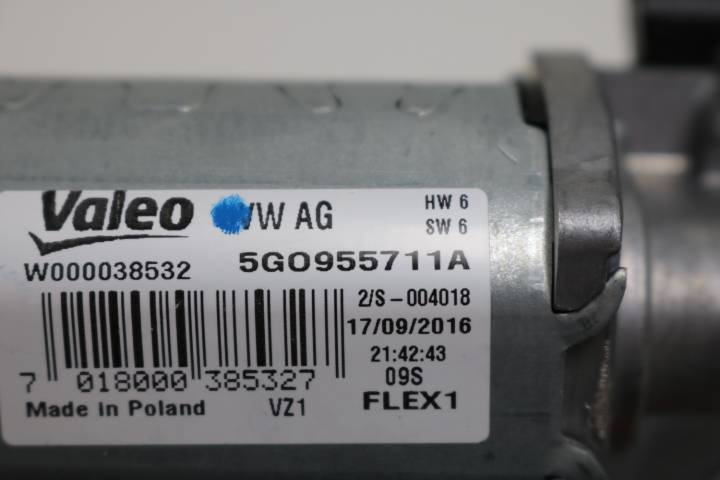 Valeo VW AG HW 6
SW 6
W000038532 5G0955711A
2/S-004018
17/09/2016
21:42:43
7 018000 385327 09S
Made in Poland VZ1 FLEX1